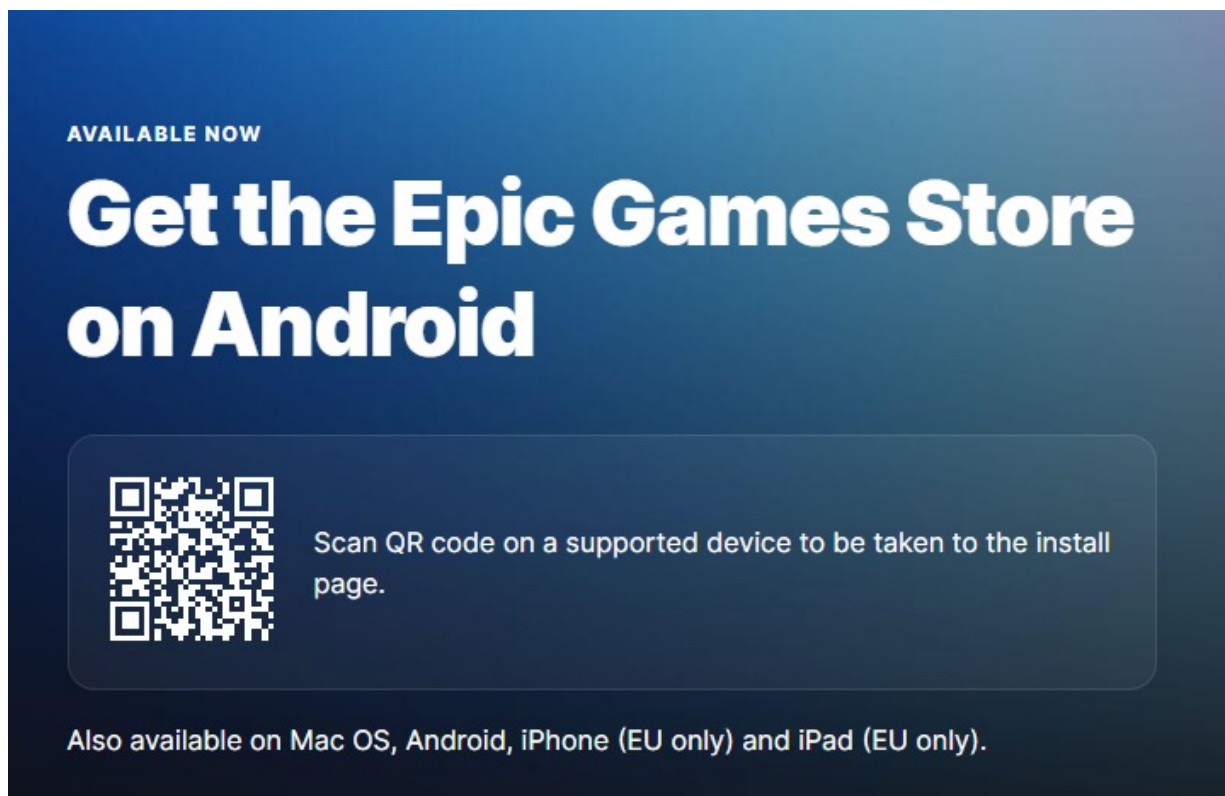 AVAILABLE NOW
Get the Epic Games Store
on Android
Scan QR code on a supported device to be taken to the install
page.
Also available on Mac OS, Android, iPhone (EU only) and iPad (EU only).